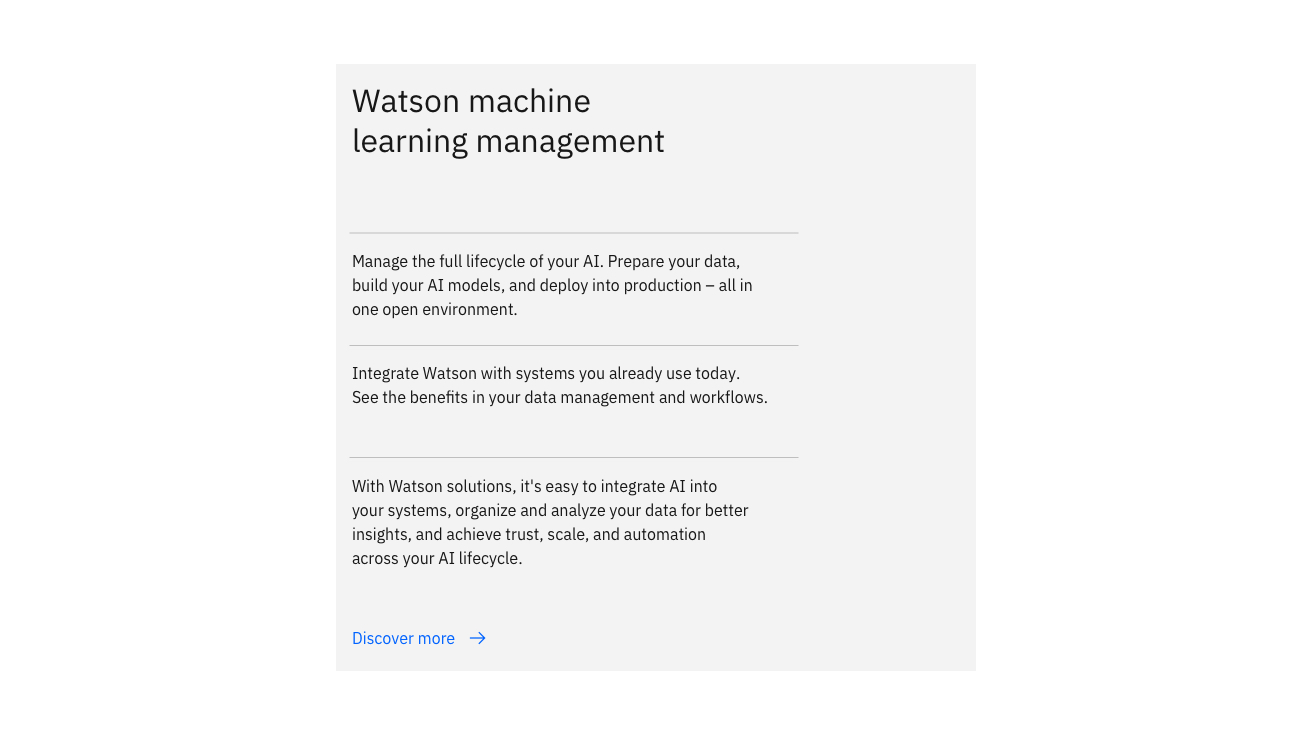 Watson machine
learning management
Manage the full lifecycle of your AI. Prepare your data,
build your AI models, and deploy into production – all in
one open environment.
Integrate Watson with systems you already use today.
See the benefits in your data management and workflows.
With Watson solutions, it's easy to integrate AI into
your systems, organize and analyze your data for better
insights, and achieve trust, scale, and automation
across your AI lifecycle.
Discover more →